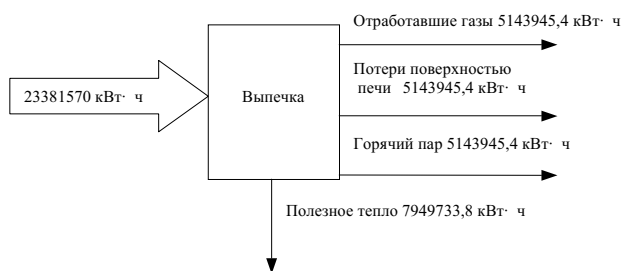 Отработавшие газы 5143945,4 кВт· ч
Потери поверхностью
печи 5143945,4 кВт· ч
23381570 кВт· ч
Выпечка
Горячий пар 5143945,4 кВт· ч
Полезное тепло 7949733,8 кВт· ч